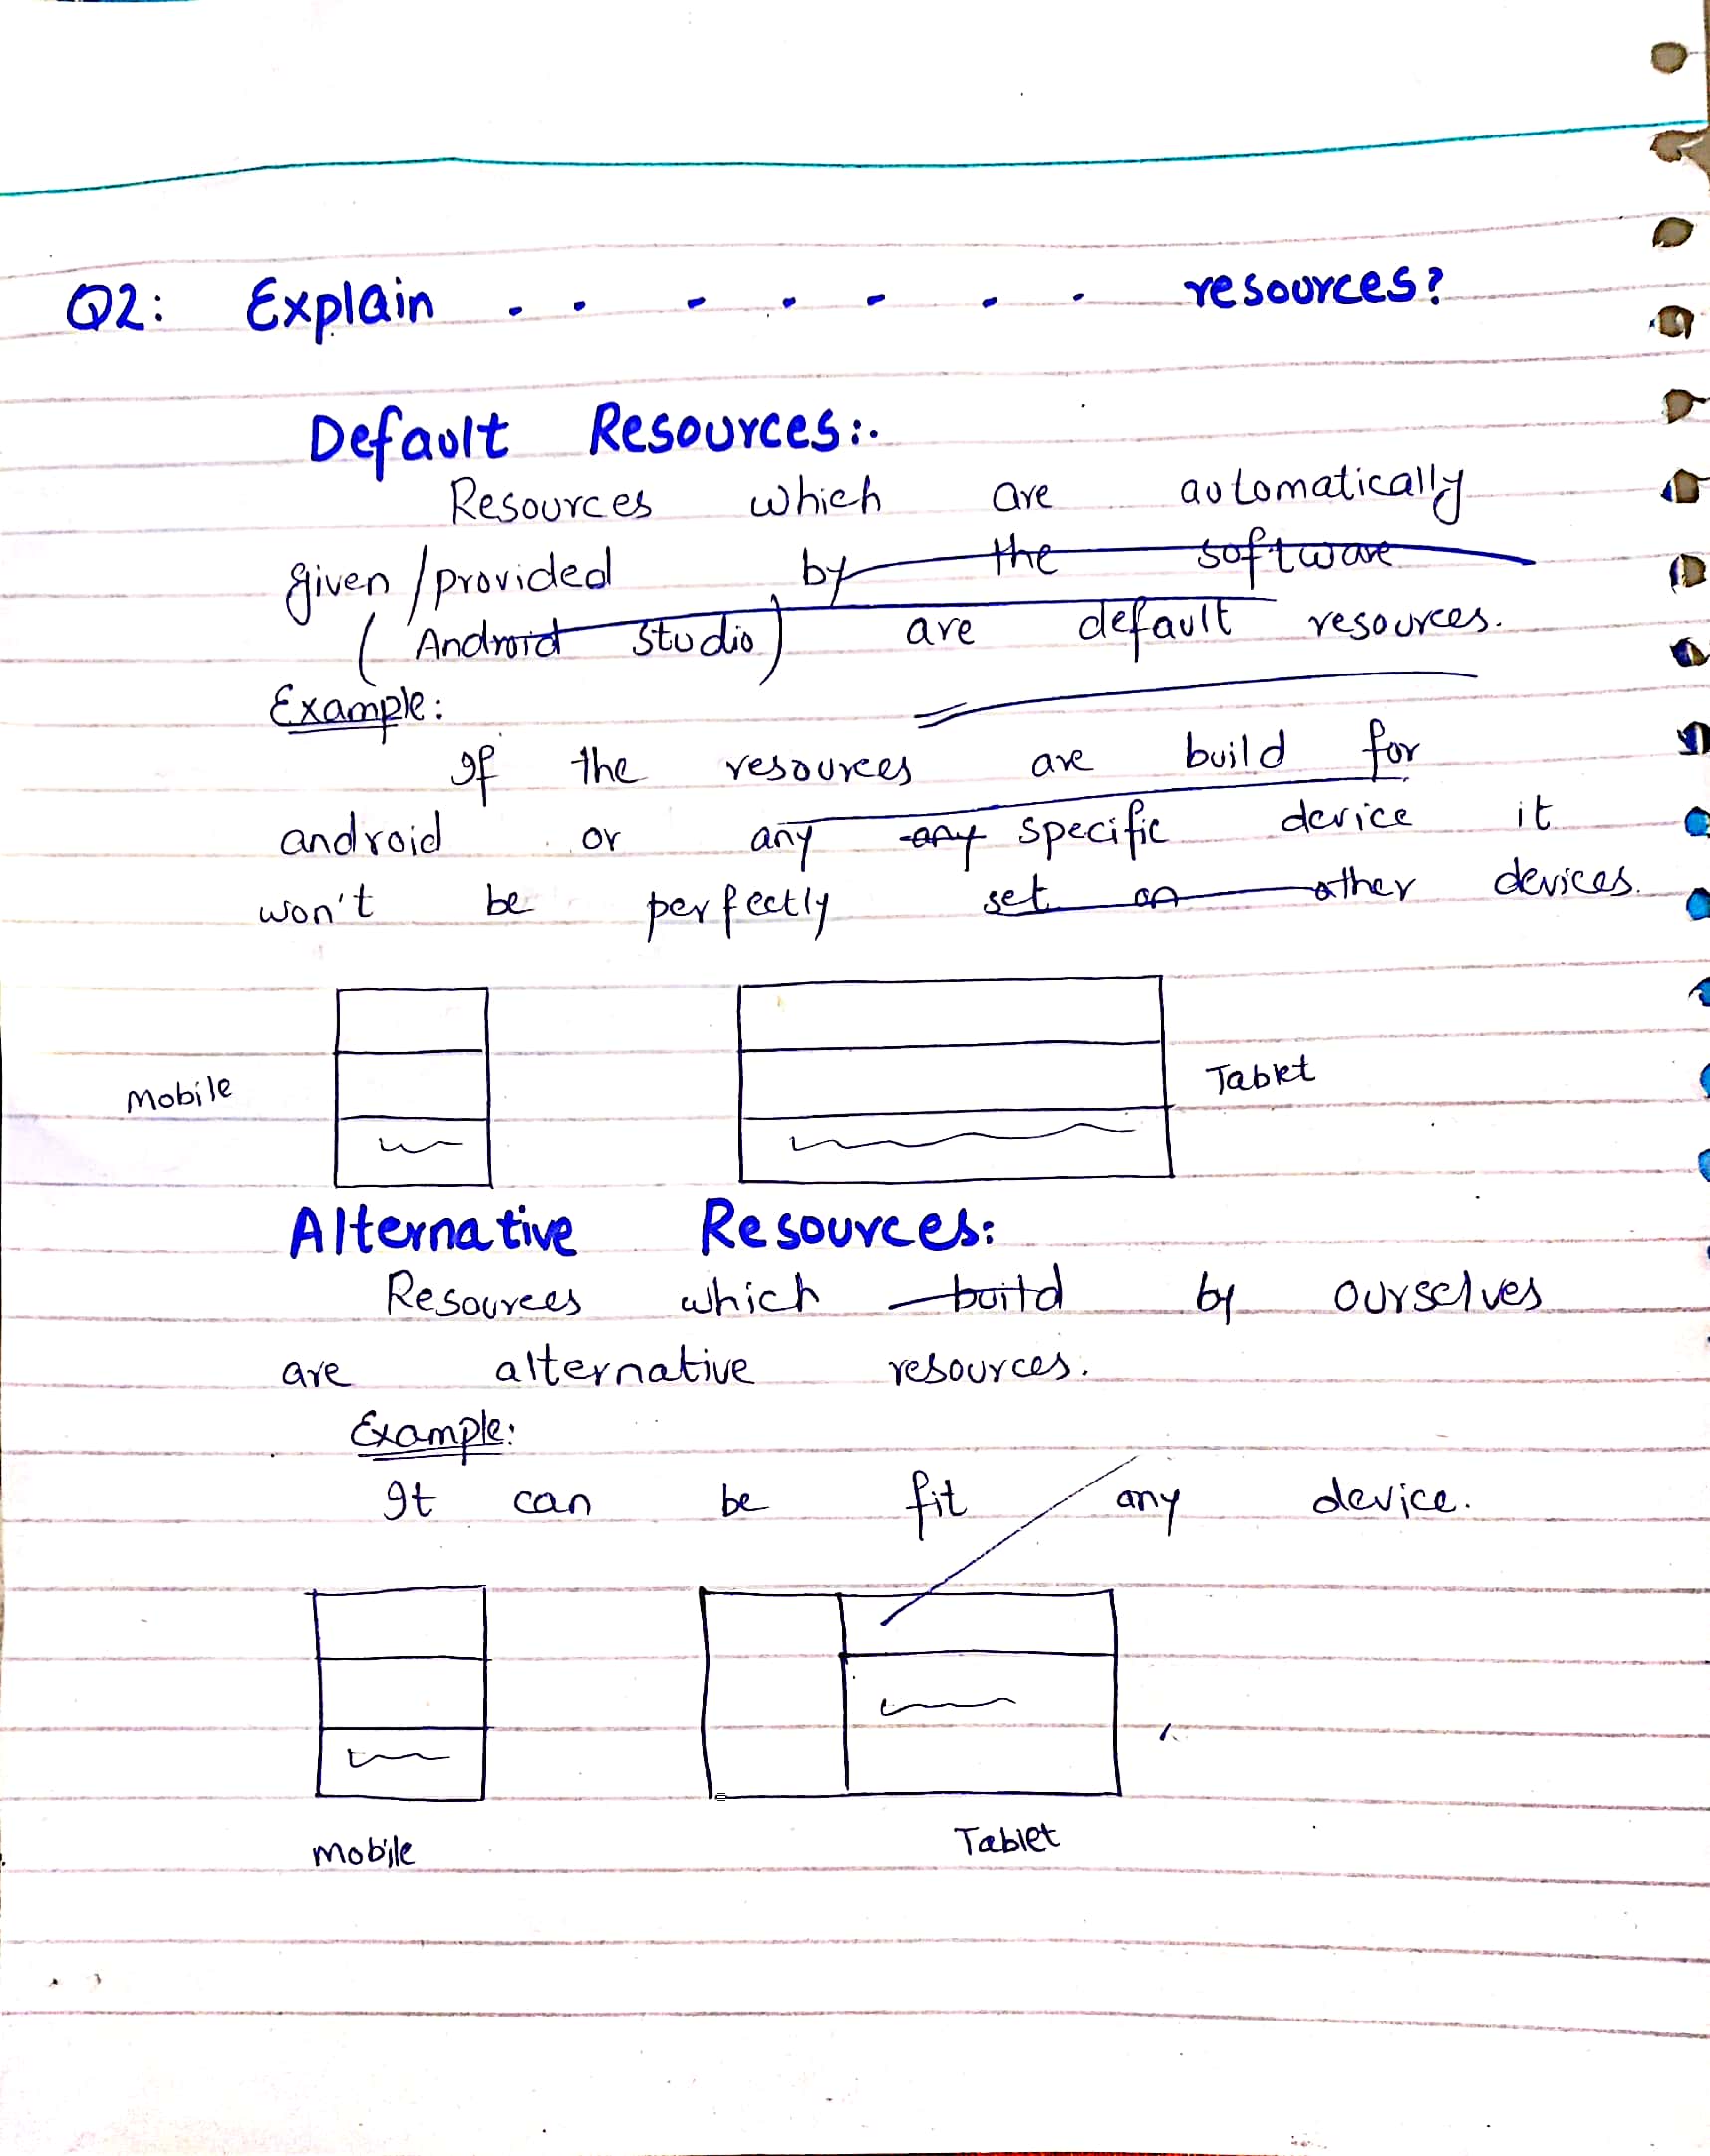 Q2: Explain - - - - - - - resources?
Default Resources:.
Resources which are automatically
given/provided by the software
(Android Studio) are default resources.
Example:
If the resources are build for
android or any any specific device it
won't be perfectly set on other devices.
Mobile
Tablet
Alternative Resources:
Resources which build by ourselves
are alternative resources.
Example:
It can be fit any device.
Mobile
Tablet